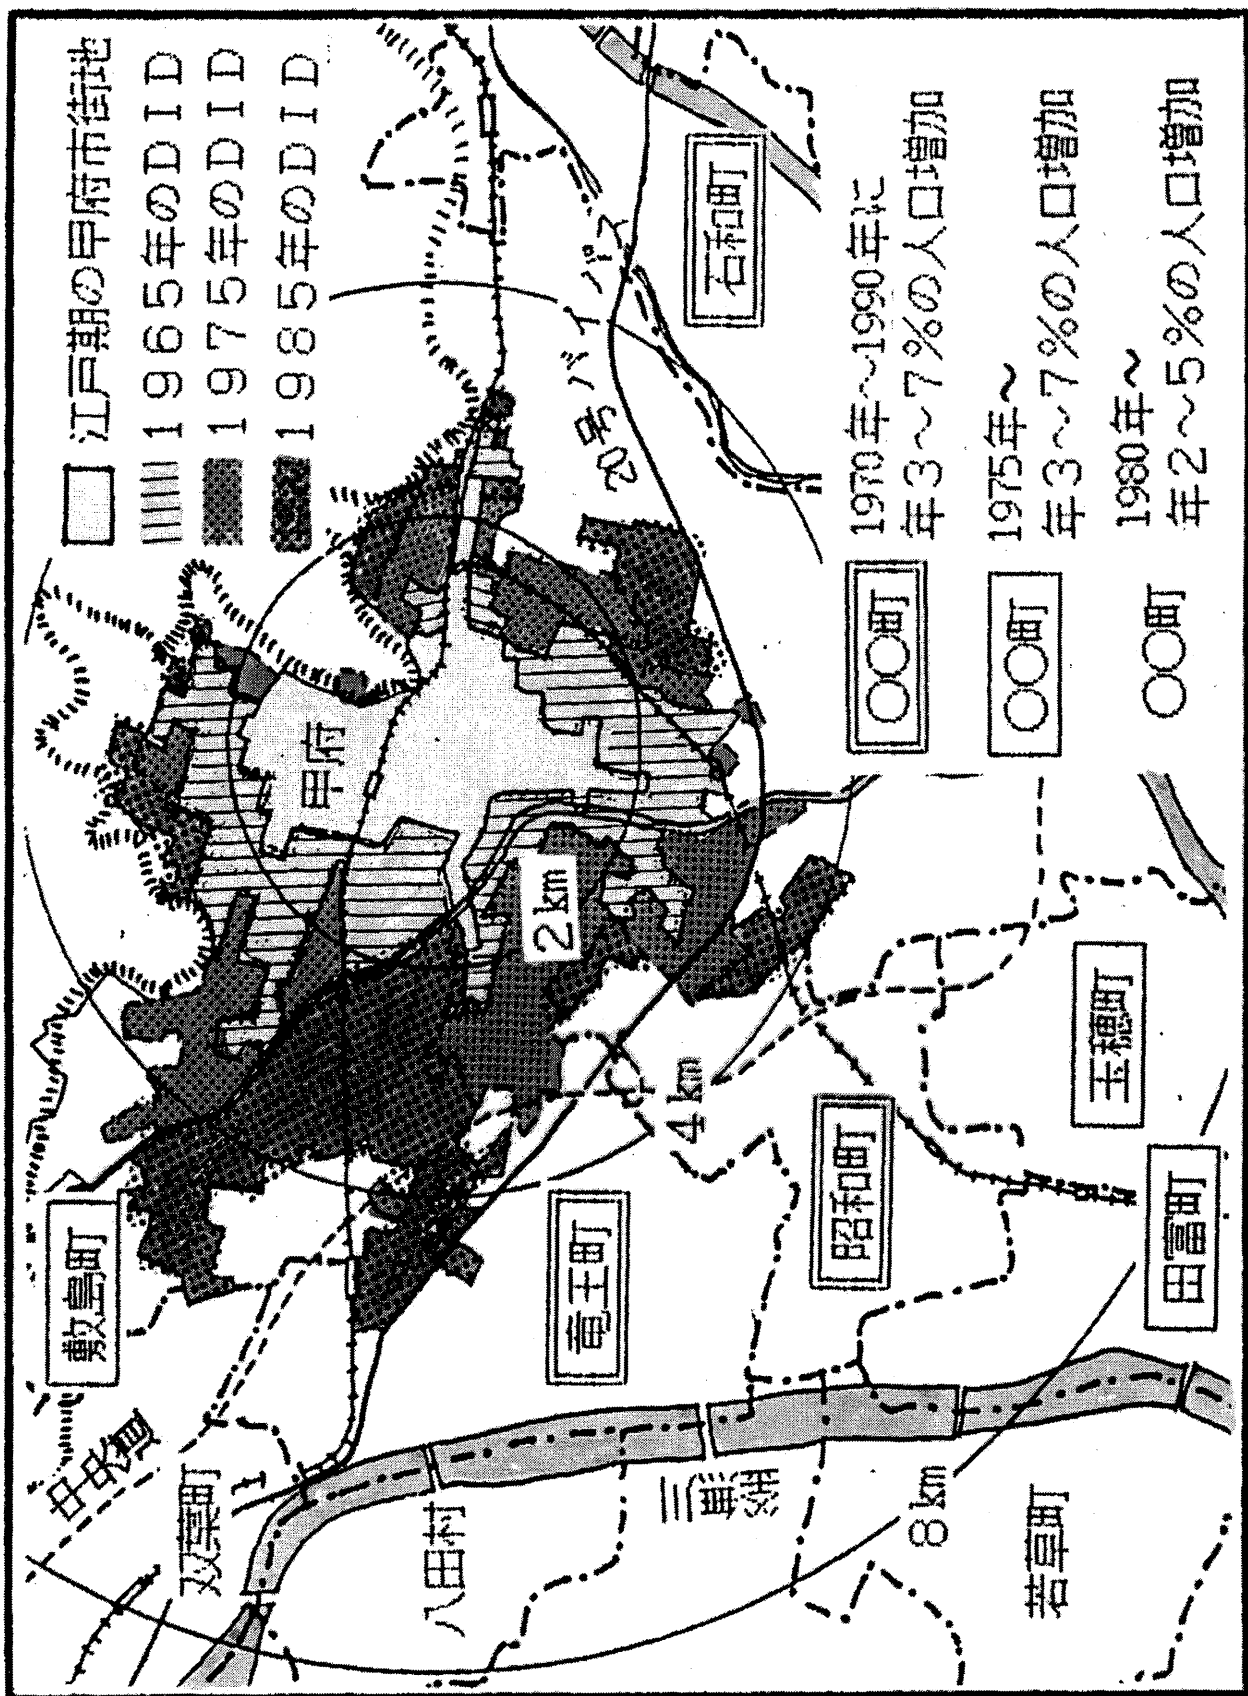 江戸期の甲府市街地
1965年のDID
1975年のDID
1985年のDID
甲府
20号バイパス
石和町
2km
4km
8km
敷島町
竜王町
昭和町
玉穂町
田富町
双葉町
八田村
若草町
○○町
1970年～1990年に
年3～7%の人口増加
○○町
1975年～
年3～7%の人口増加
○○町
1980年～
年2～5%の人口増加